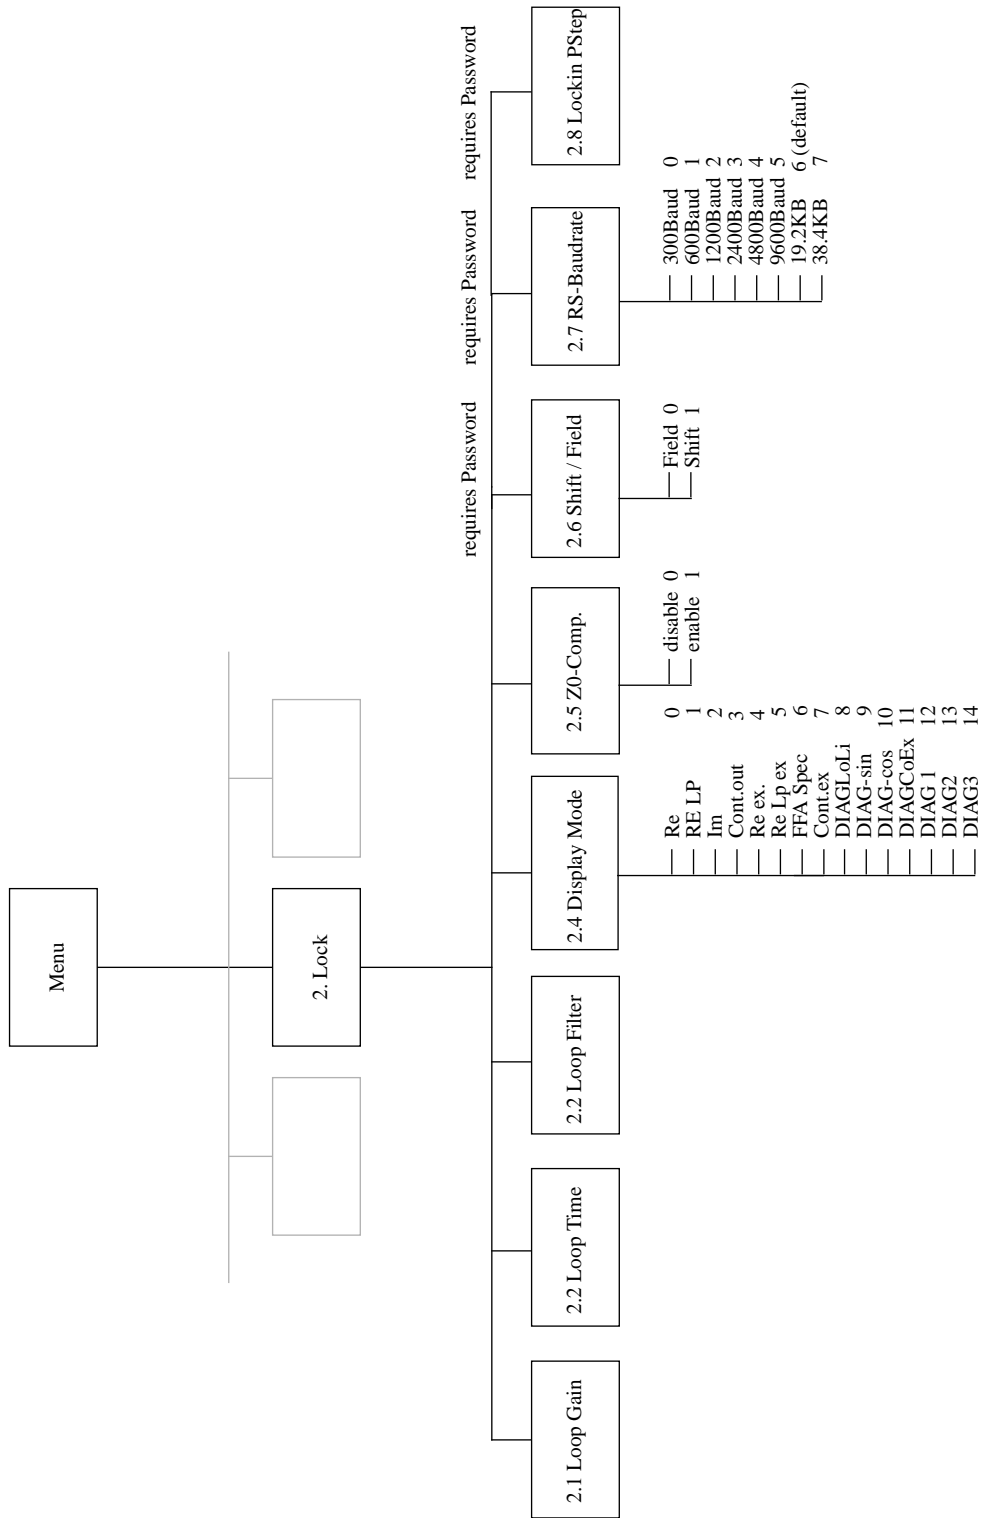 Menu
2. Lock
requires Password
requires Password
requires Password
2.1 Loop Gain
2.2 Loop Time
2.2 Loop Filter
2.4 Display Mode
2.5 Z0-Comp.
2.6 Shift / Field
2.7 RS-Baudrate
2.8 Lockin PStep
Re 0
RE LP 1
Im 2
Cont.out 3
Re ex. 4
Re Lp ex 5
FFA Spec 6
Cont.ex 7
DIAGLoLi 8
DIAG-sin 9
DIAG-cos 10
DIAGCoEx 11
DIAG 1 12
DIAG2 13
DIAG3 14
disable 0
enable 1
Field 0
Shift 1
300Baud 0
600Baud 1
1200Baud 2
2400Baud 3
4800Baud 4
9600Baud 5
19.2KB 6 (default)
38.4KB 7